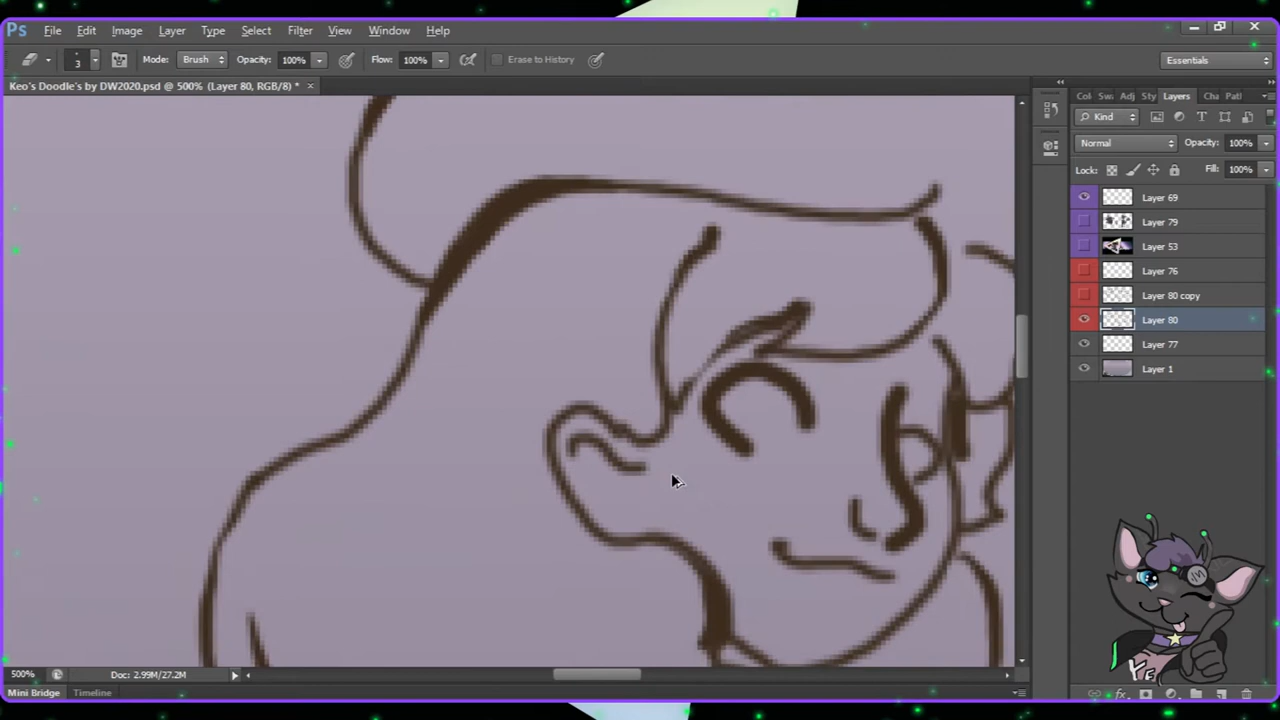 Ps File Edit Image Layer Type Select Filter View Window Help
3 Mode: Brush Opacity: 100% Flow: 100% Erase to History Essentials
Keo's Doodle's by DW2020.psd @ 500% (Layer 80, RGB/8) * ×
Col Sw Adj Sty Layers Cha Patl
Kind
Normal Opacity: 100%
Lock: Fill: 100%
Layer 69
Layer 79
Layer 53
Layer 76
Layer 80 copy
Layer 80
Layer 77
Layer 1
500% Doc: 2.99M/27.2M
fx
Mini Bridge Timeline